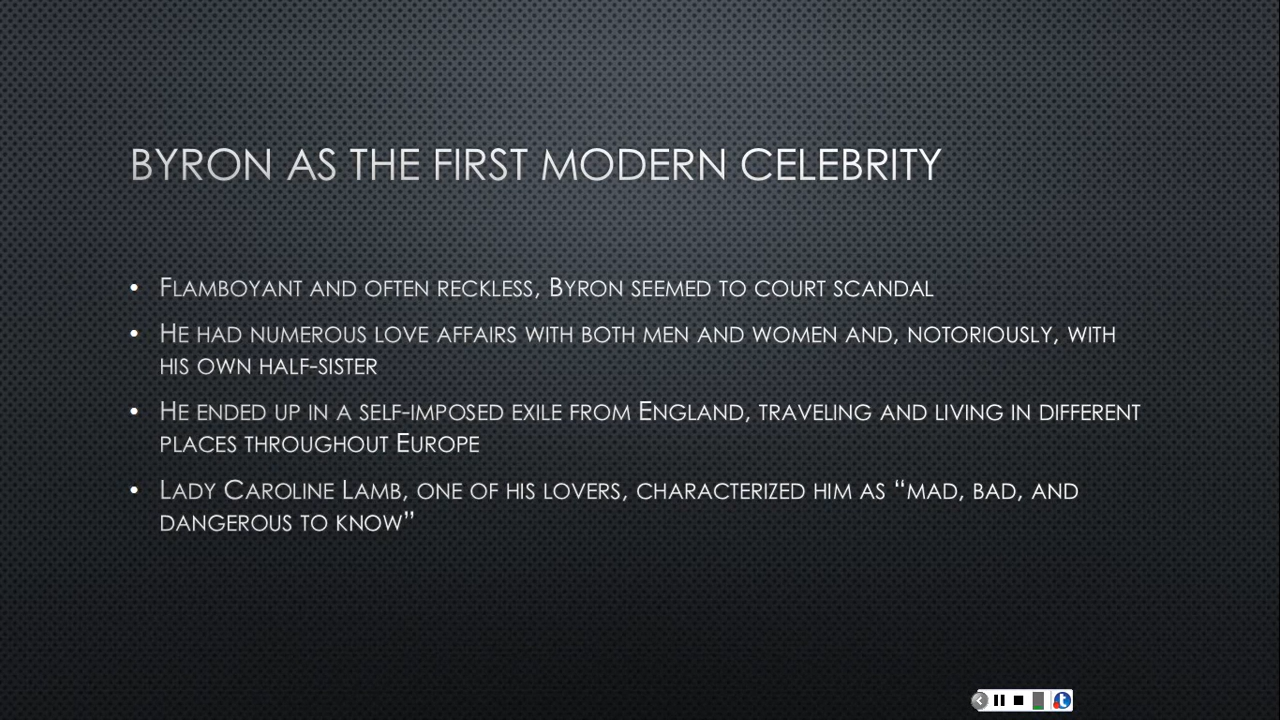 BYRON AS THE FIRST MODERN CELEBRITY
• FLAMBOYANT AND OFTEN RECKLESS, BYRON SEEMED TO COURT SCANDAL
• HE HAD NUMEROUS LOVE AFFAIRS WITH BOTH MEN AND WOMEN AND, NOTORIOUSLY, WITH
HIS OWN HALF-SISTER
• HE ENDED UP IN A SELF-IMPOSED EXILE FROM ENGLAND, TRAVELING AND LIVING IN DIFFERENT
PLACES THROUGHOUT EUROPE
• LADY CAROLINE LAMB, ONE OF HIS LOVERS, CHARACTERIZED HIM AS “MAD, BAD, AND
DANGEROUS TO KNOW”
t